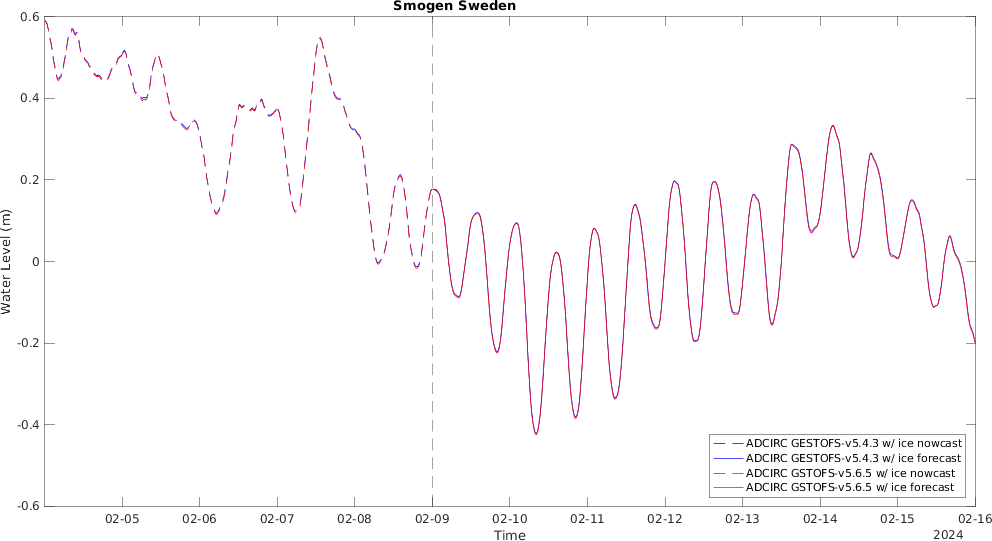 Smogen Sweden
0.6
0.4
0.2
0
-0.2
-0.4
-0.6
Water Level (m)
02-05 02-06 02-07 02-08 02-09 02-10 02-11 02-12 02-13 02-14 02-15 02-16
Time
2024
ADCIRC GESTOFS-v5.4.3 w/ ice nowcast
ADCIRC GESTOFS-v5.4.3 w/ ice forecast
ADCIRC GSTOFS-v5.6.5 w/ ice nowcast
ADCIRC GSTOFS-v5.6.5 w/ ice forecast